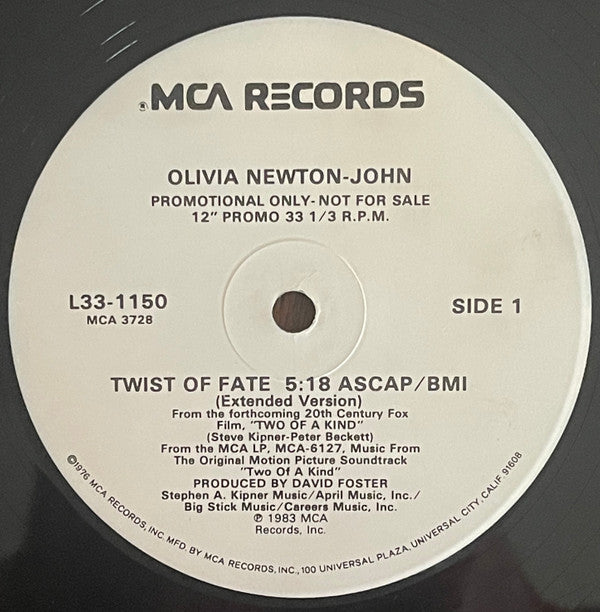 ® MCA RECORDS
OLIVIA NEWTON-JOHN
PROMOTIONAL ONLY-NOT FOR SALE
12" PROMO 33 1/3 R.P.M.
L33-1150
MCA 3728
SIDE 1
TWIST OF FATE 5:18 ASCAP/BMI
(Extended Version)
From the forthcoming 20th Century Fox
Film, "TWO OF A KIND"
(Steve Kipner-Peter Beckett)
From the MCA LP, MCA-6127, Music From
The Original Motion Picture Soundtrack
"Two Of A Kind"
PRODUCED BY DAVID FOSTER
Stephen A. Kipner Music/April Music, Inc./
Big Stick Music/Careers Music, Inc.
℗ 1983 MCA
Records, Inc.
©1976 MCA RECORDS, INC. MFD. BY MCA RECORDS, INC., 100 UNIVERSAL PLAZA, UNIVERSAL CITY, CALIF. 91608